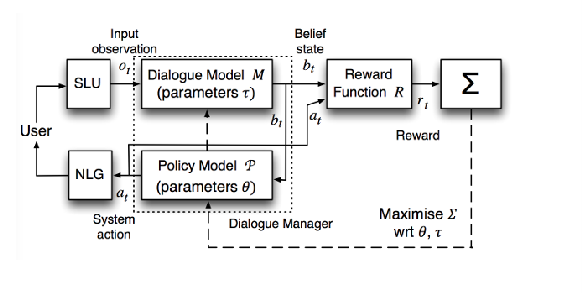 Input
observation
o_t
Belief
state
b_t
SLU
Dialogue Model M
(parameters τ)
Reward
Function R
r_t
Σ
User
b_t
a_t
Reward
NLG
Policy Model 𝒫
(parameters θ)
a_t
System
action
Dialogue Manager
Maximise Σ
wrt θ, τ